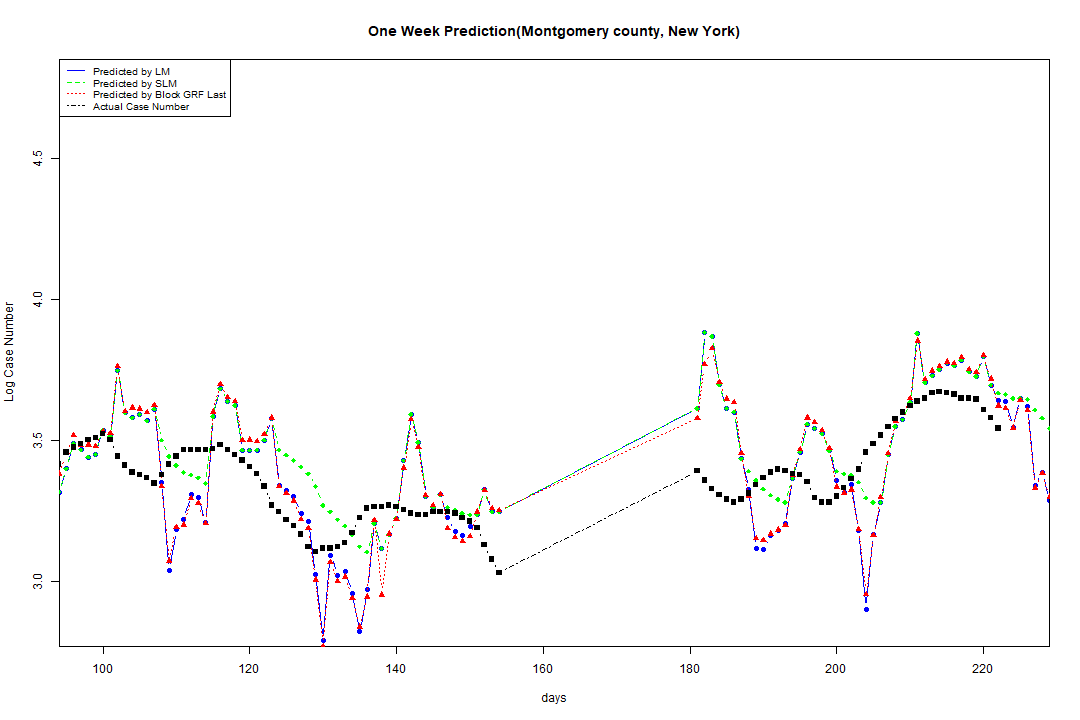 One Week Prediction(Montgomery county, New York)
Predicted by LM
Predicted by SLM
Predicted by Block GRF Last
Actual Case Number
4.5
4.0
3.5
3.0
Log Case Number
100 120 140 160 180 200 220
days